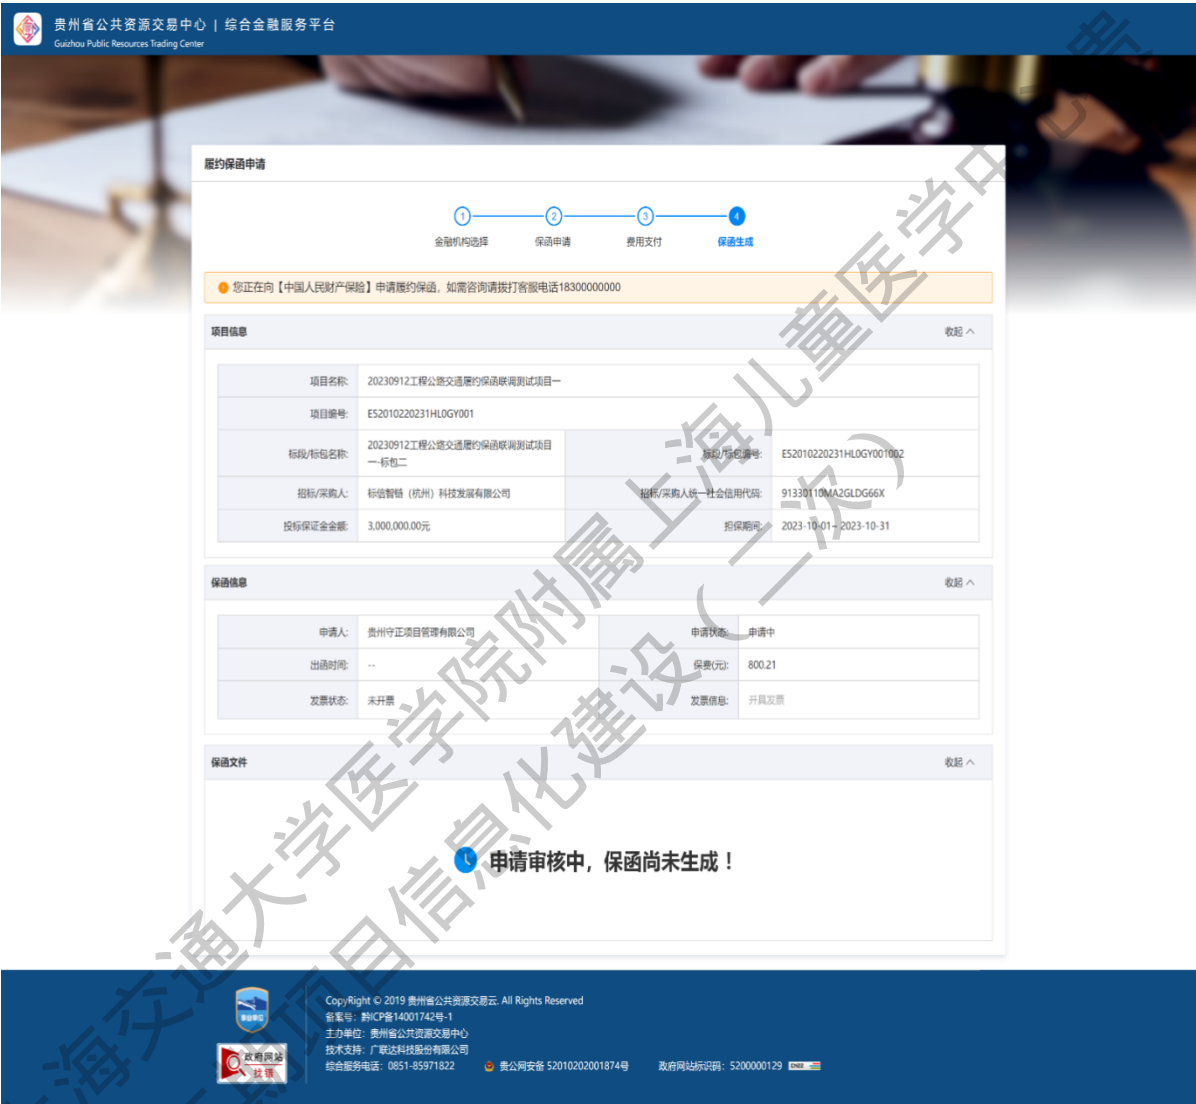 贵州省公共资源交易中心 | 综合金融服务平台
Guizhou Public Resources Trading Center
履约保函申请
1 2 3 4
金融机构选择 保函申请 费用支付 保函生成
您正在向【中国人民财产保险】申请履约保函，如需咨询请拨打客服电话18300000000
项目信息 收起
项目名称: 20230912工程公路交通履约保函联调测试项目一
项目编号: E52010220231HL0GY001
标段/标包名称: 20230912工程公路交通履约保函联调测试项目一-标包二 标段/标包编号: E52010220231HL0GY001002
招标/采购人: 标信智链（杭州）科技发展有限公司 招标/采购人统一社会信用代码: 91330110MA2GLDG66X
投标保证金金额: 3,000,000.00元 担保期间: 2023-10-01~ 2023-10-31
保函信息 收起
申请人: 贵州守正项目管理有限公司 申请状态: 申请中
出函时间: -- 保费(元): 800.21
发票状态: 未开票 发票信息: 开具发票
保函文件 收起
申请审核中，保函尚未生成！
CopyRight © 2019 贵州省公共资源交易云. All Rights Reserved
备案号：黔ICP备14001742号-1
主办单位：贵州省公共资源交易中心
技术支持：广联达科技股份有限公司
综合服务电话：0851-85971822 贵公网安备 52010202001874号 政府网站标识码：5200000129
事业单位
政府网站
找错
海交通大学医学院附属上海儿童医学中心贵
期项目信息化建设（二次）